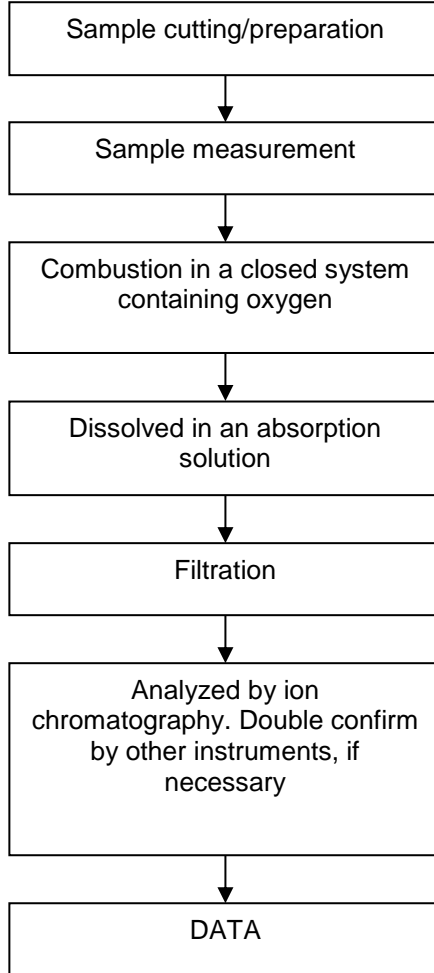 Sample cutting/preparation
Sample measurement
Combustion in a closed system
containing oxygen
Dissolved in an absorption
solution
Filtration
Analyzed by ion
chromatography. Double confirm
by other instruments, if
necessary
DATA